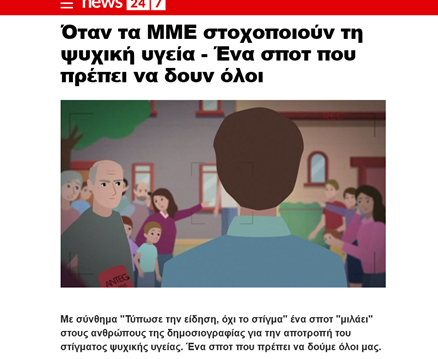 news 24 7
Όταν τα ΜΜΕ στοχοποιούν τη
ψυχική υγεία - Ένα σποτ που
πρέπει να δουν όλοι
ANTEG
Με σύνθημα "Τύπωσε την είδηση, όχι το στίγμα" ένα σποτ "μιλάει"
στους ανθρώπους της δημοσιογραφίας για την αποτροπή του
στίγματος ψυχικής υγείας. Ένα σποτ που πρέπει να δούμε όλοι μας.